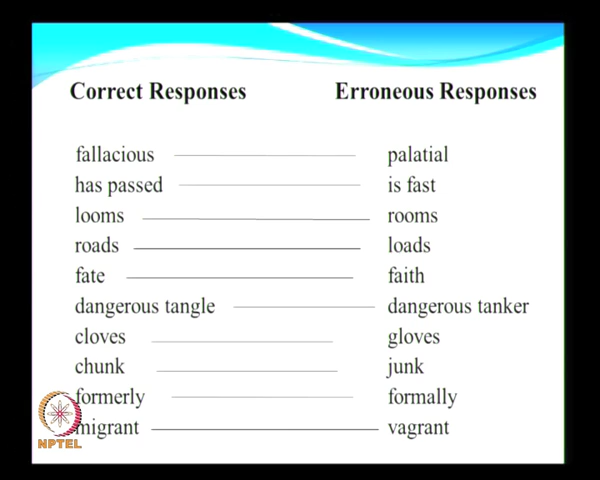 Correct Responses Erroneous Responses
fallacious palatial
has passed is fast
looms rooms
roads loads
fate faith
dangerous tangle dangerous tanker
cloves gloves
chunk junk
formerly formally
migrant vagrant
NPTEL